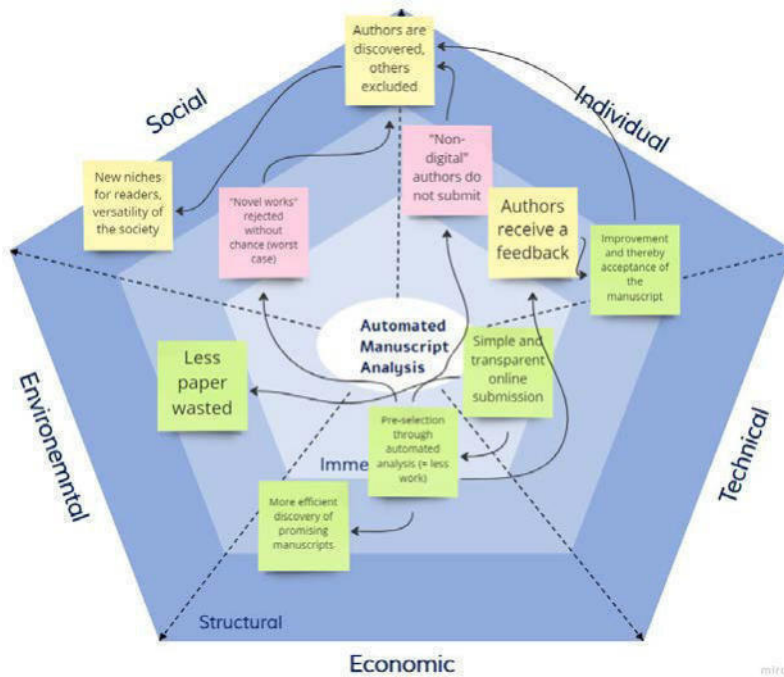 Authors are
discovered,
others
excluded
Social
Individual
"Non-
digital"
authors do
not submit
New niches
for readers,
versatility of
the society
"Novel works"
rejected
without
chance (worst
case)
Authors
receive a
feedback
Improvement
and thereby
acceptance of
the
manuscript
Automated
Manuscript
Analysis
Simple and
transparent
online
submission
Less
paper
wasted
Environemntal
Technical
Pre-selection
through
automated
analysis (= less
work)
Imme
More efficient
discovery of
promising
manuscripts
Structural
Economic
miro